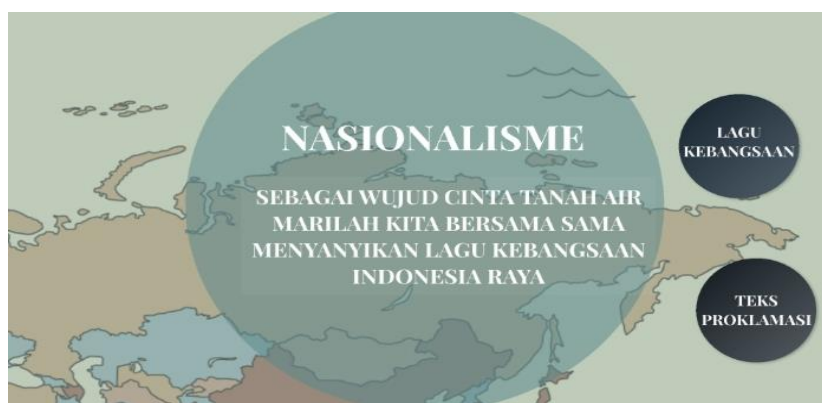 NASIONALISME
SEBAGAI WUJUD CINTA TANAH AIR
MARILAH KITA BERSAMA SAMA
MENYANYIKAN LAGU KEBANGSAAN
INDONESIA RAYA
LAGU
KEBANGSAAN
TEKS
PROKLAMASI